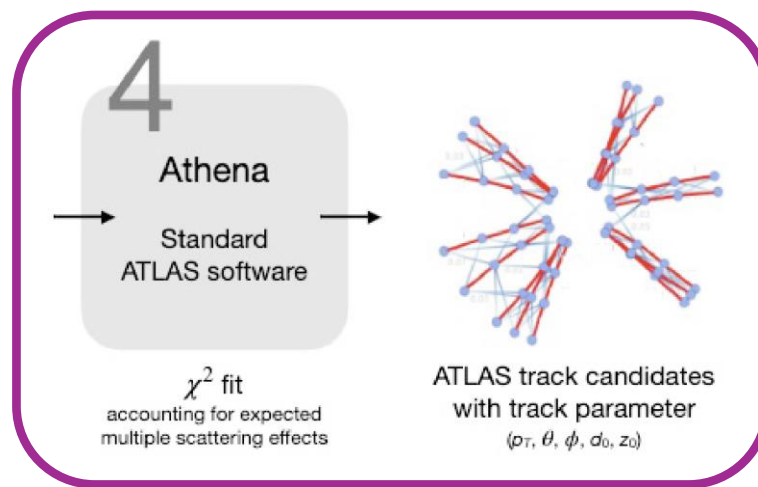 4
Athena
Standard
ATLAS software
χ² fit
accounting for expected
multiple scattering effects
ATLAS track candidates
with track parameter
(pT, θ, ϕ, d₀, z₀)